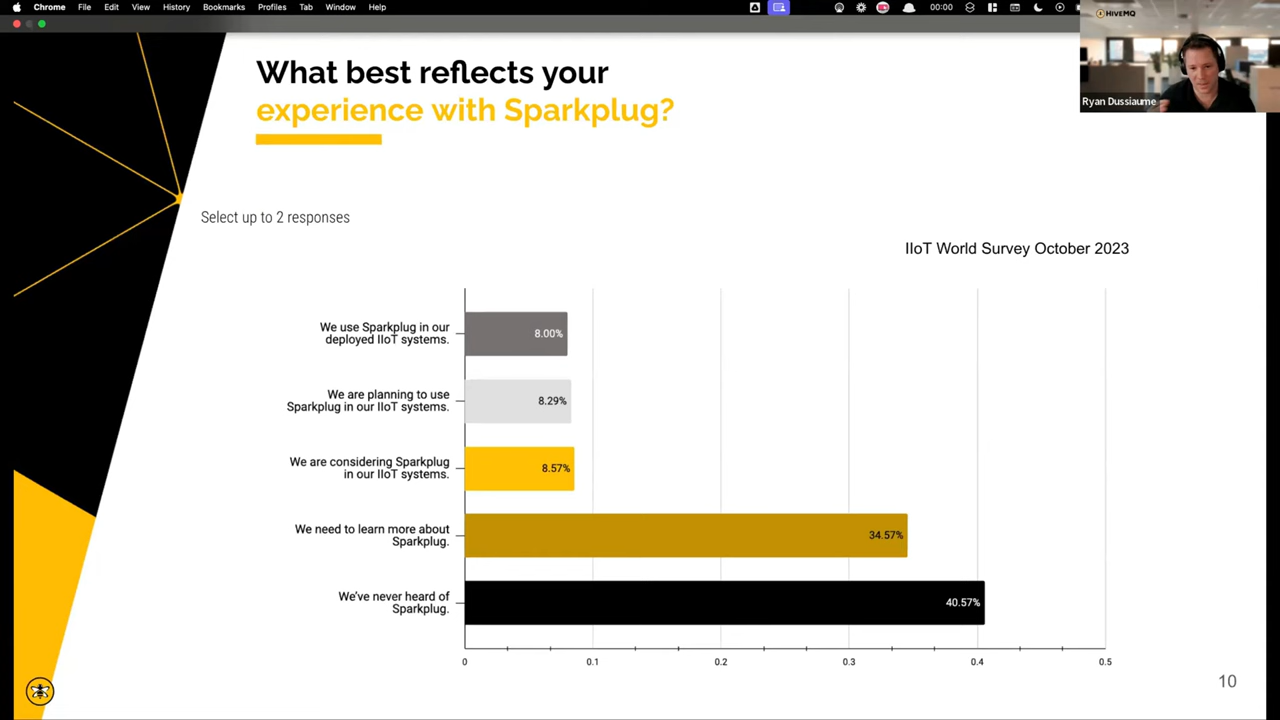 Chrome File Edit View History Bookmarks Profiles Tab Window Help 00:00
HIVEMQ
Ryan Dussiaume
What best reflects your
experience with Sparkplug?
Select up to 2 responses
IIoT World Survey October 2023
We use Sparkplug in our
deployed IIoT systems.
8.00%
We are planning to use
Sparkplug in our IIoT systems.
8.29%
We are considering Sparkplug
in our IIoT systems.
8.57%
We need to learn more about
Sparkplug.
34.57%
We've never heard of
Sparkplug.
40.57%
0 0.1 0.2 0.3 0.4 0.5
10